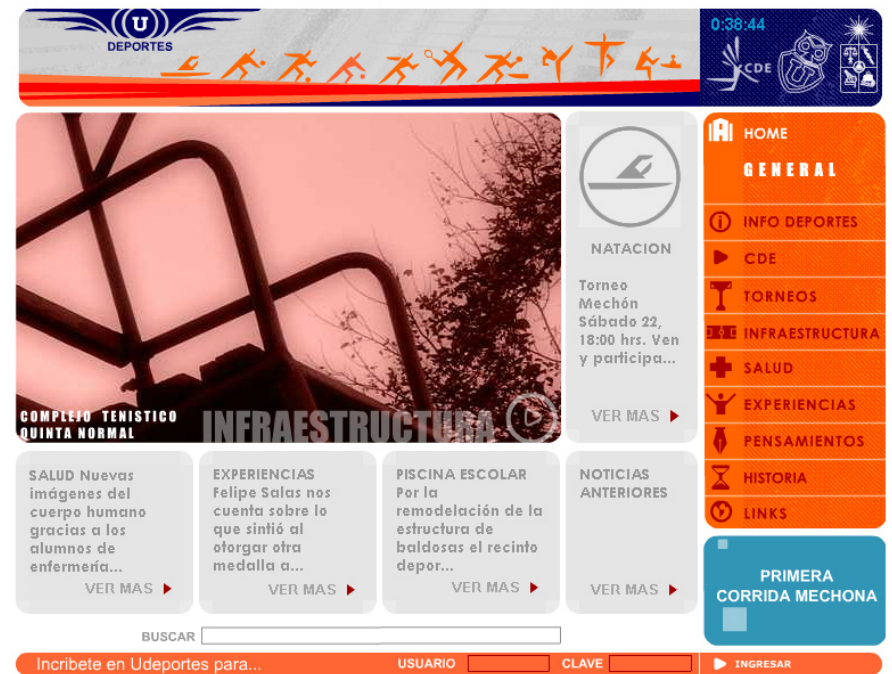 U
DEPORTES
0:38:44
CDE
U
HOME
GENERAL
INFO DEPORTES
CDE
TORNEOS
INFRAESTRUCTURA
SALUD
EXPERIENCIAS
PENSAMIENTOS
HISTORIA
LINKS
COMPLEJO TENISTICO
QUINTA NORMAL
INFRAESTRUCTURA
NATACION
Torneo
Mechón
Sábado 22,
18:00 hrs. Ven
y participa...
VER MAS
SALUD Nuevas
imágenes del
cuerpo humano
gracias a los
alumnos de
enfermería...
VER MAS
EXPERIENCIAS
Felipe Salas nos
cuenta sobre lo
que sintió al
otorgar otra
medalla a...
VER MAS
PISCINA ESCOLAR
Por la
remodelación de la
estructura de
baldosas el recinto
depor...
VER MAS
NOTICIAS
ANTERIORES
VER MAS
PRIMERA
CORRIDA MECHONA
BUSCAR
Incribete en Udeportes para...
USUARIO
CLAVE
INGRESAR